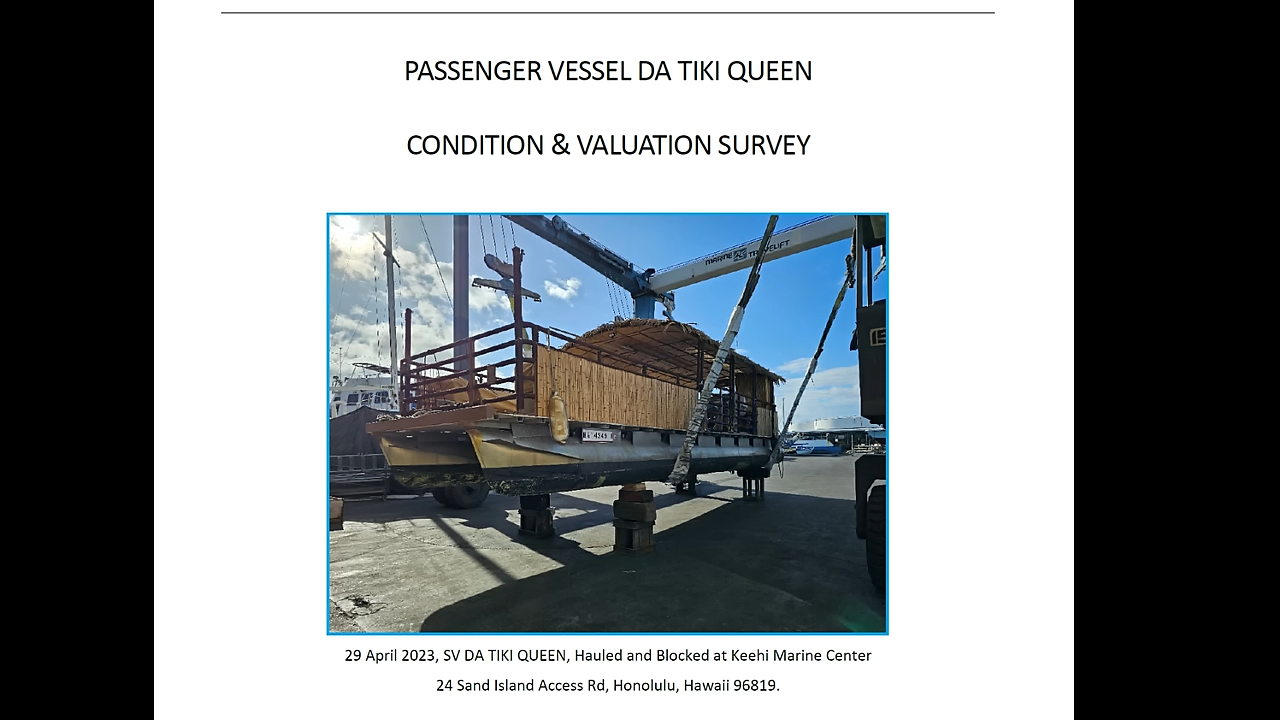 PASSENGER VESSEL DA TIKI QUEEN
CONDITION & VALUATION SURVEY
MARINE TRAVELIFT
29 April 2023, SV DA TIKI QUEEN, Hauled and Blocked at Keehi Marine Center
24 Sand Island Access Rd, Honolulu, Hawaii 96819.